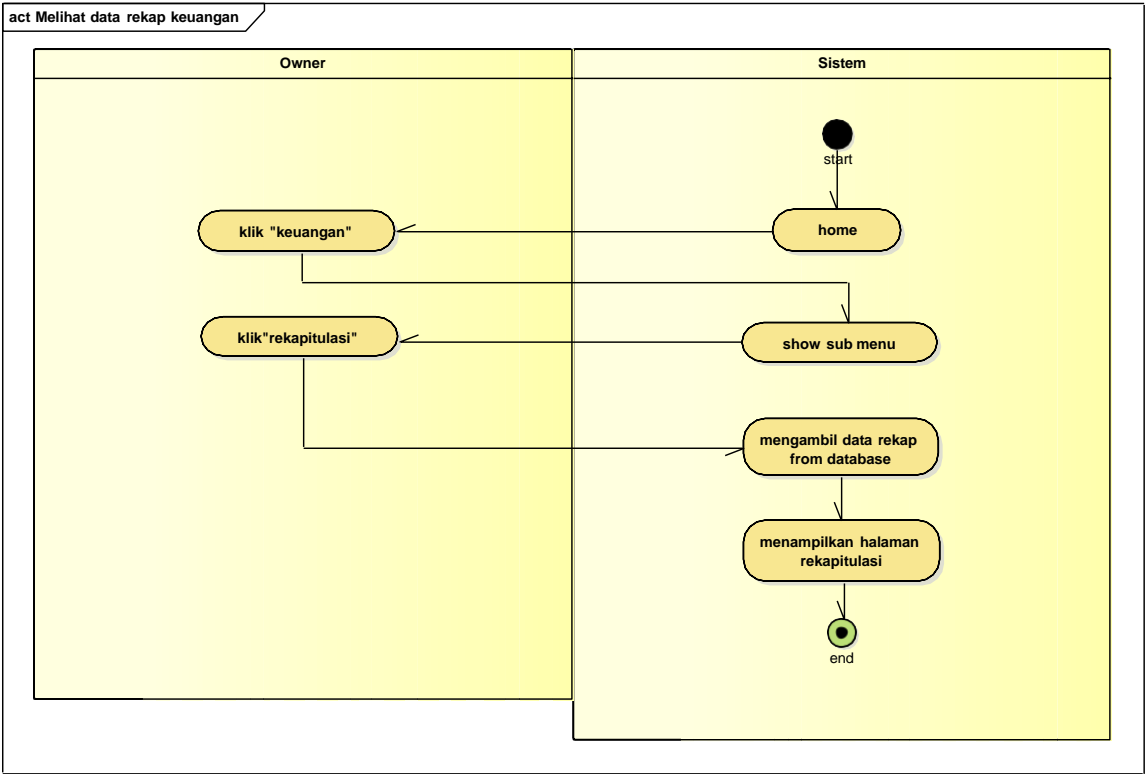 act Melihat data rekap keuangan
Owner
Sistem
start
home
klik "keuangan"
show sub menu
klik"rekapitulasi"
mengambil data rekap
from database
menampilkan halaman
rekapitulasi
end